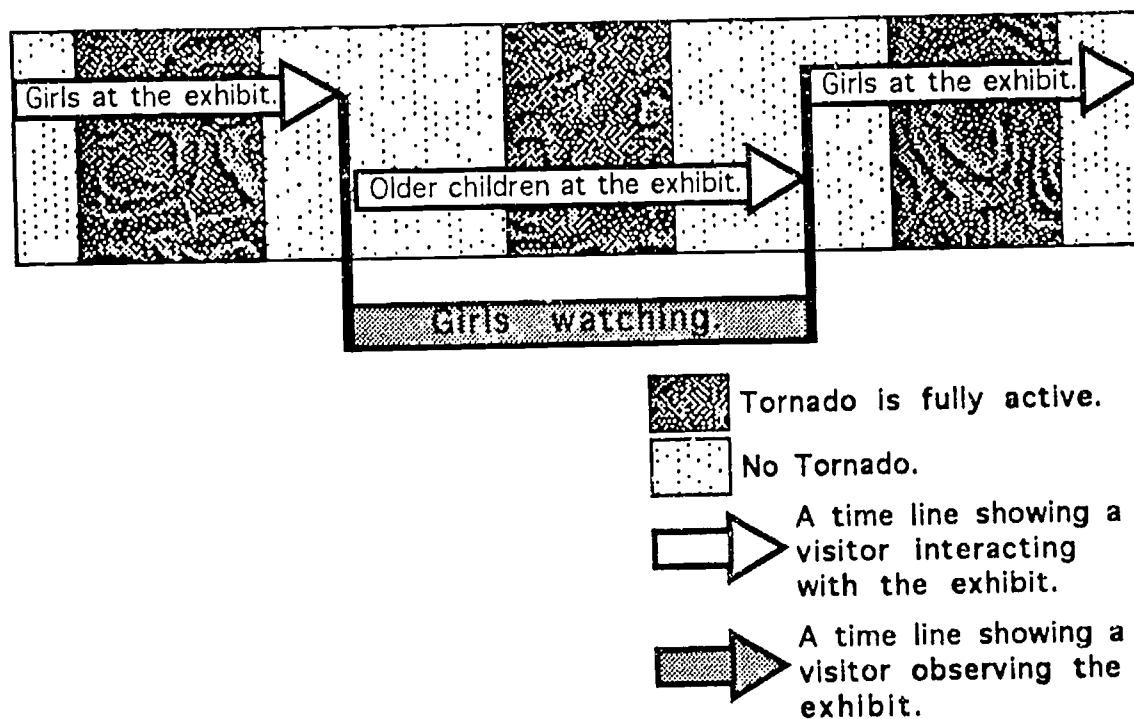 Girls at the exhibit.
Girls at the exhibit.
Older children at the exhibit.
Girls watching.
Tornado is fully active.
No Tornado.
A time line showing a
visitor interacting
with the exhibit.
A time line showing a
visitor observing the
exhibit.